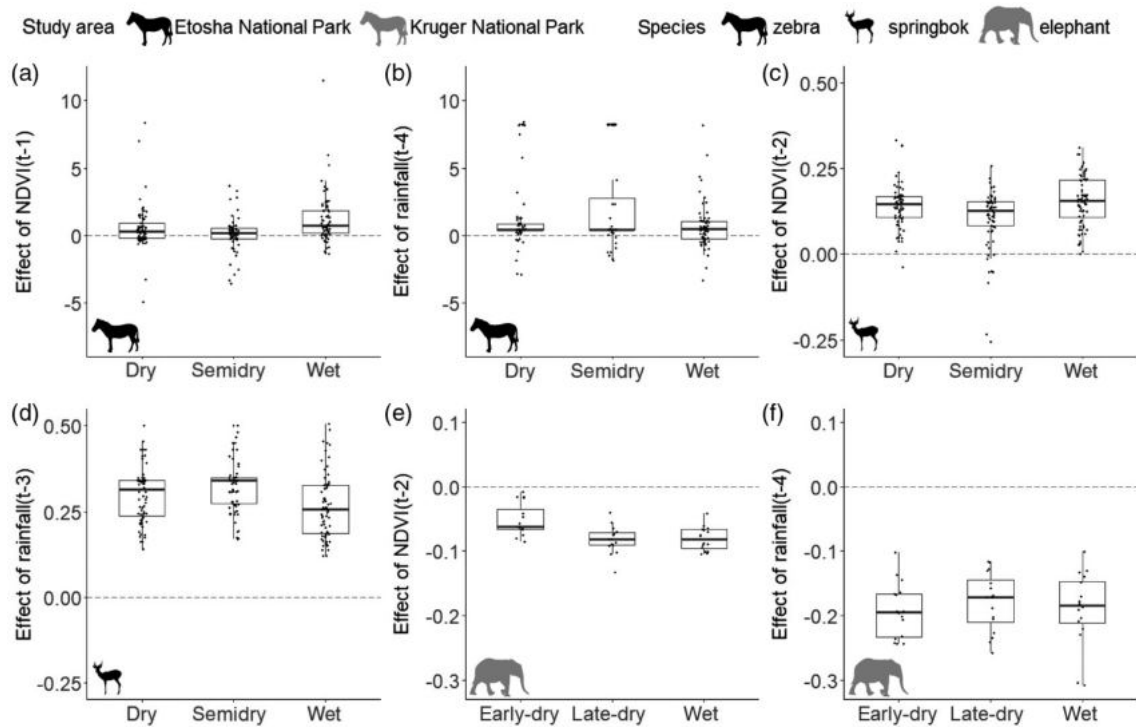 Study area Etosha National Park Kruger National Park Species zebra springbok elephant
(a) (b) (c)
Effect of NDVI(t-1)
10
5
0
-5
Dry Semidry Wet
Effect of rainfall(t-4)
10
5
0
-5
Dry Semidry Wet
Effect of NDVI(t-2)
0.50
0.25
0.00
-0.25
Dry Semidry Wet
(d) (e) (f)
Effect of rainfall(t-3)
0.50
0.25
0.00
-0.25
Dry Semidry Wet
Effect of NDVI(t-2)
0.1
0.0
-0.1
-0.2
-0.3
Early-dry Late-dry Wet
Effect of rainfall(t-4)
0.1
0.0
-0.1
-0.2
-0.3
Early-dry Late-dry Wet